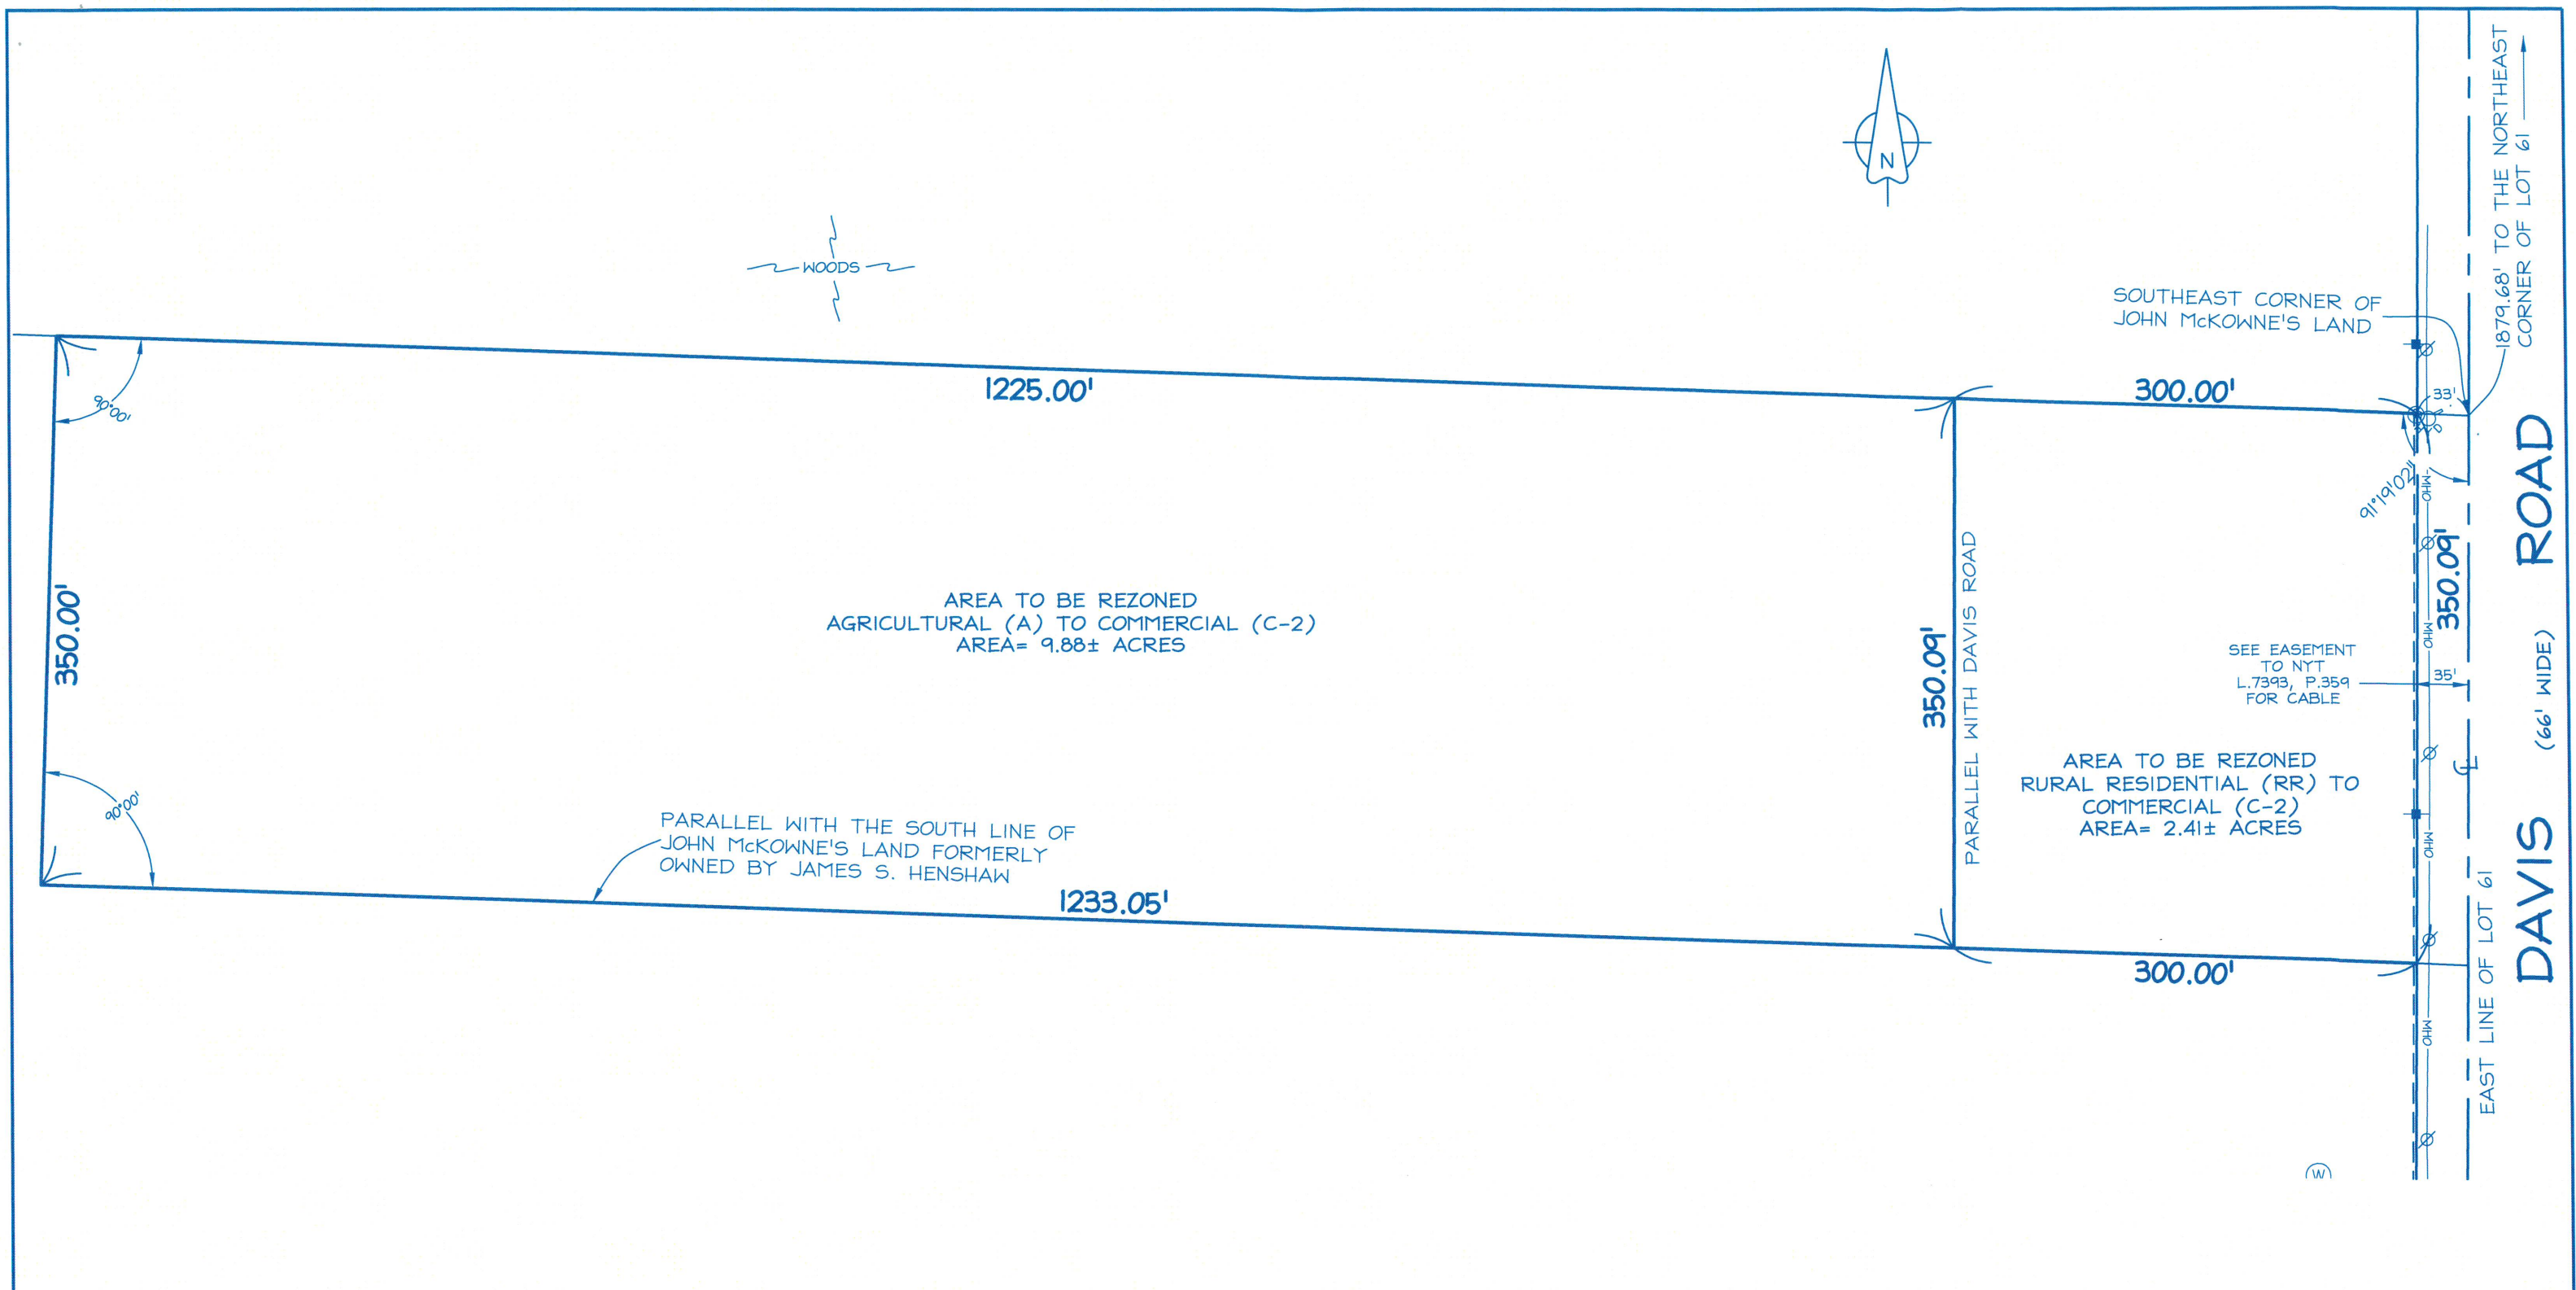 N
WOODS
1879.68' TO THE NORTHEAST
CORNER OF LOT 61
SOUTHEAST CORNER OF
JOHN McKOWNE'S LAND
1225.00'
300.00'
33'
90°00'
91°19'02"
OHM
350.09'
ROAD
350.00'
AREA TO BE REZONED
AGRICULTURAL (A) TO COMMERCIAL (C-2)
AREA= 9.88± ACRES
350.09'
PARALLEL WITH DAVIS ROAD
SEE EASEMENT
TO NYT
L.7393, P.359
FOR CABLE
35'
OHM
(66' WIDE)
AREA TO BE REZONED
RURAL RESIDENTIAL (RR) TO
COMMERCIAL (C-2)
AREA= 2.41± ACRES
90°00'
PARALLEL WITH THE SOUTH LINE OF
JOHN McKOWNE'S LAND FORMERLY
OWNED BY JAMES S. HENSHAW
1233.05'
300.00'
OHM
DAVIS
EAST LINE OF LOT 61
OHM
W